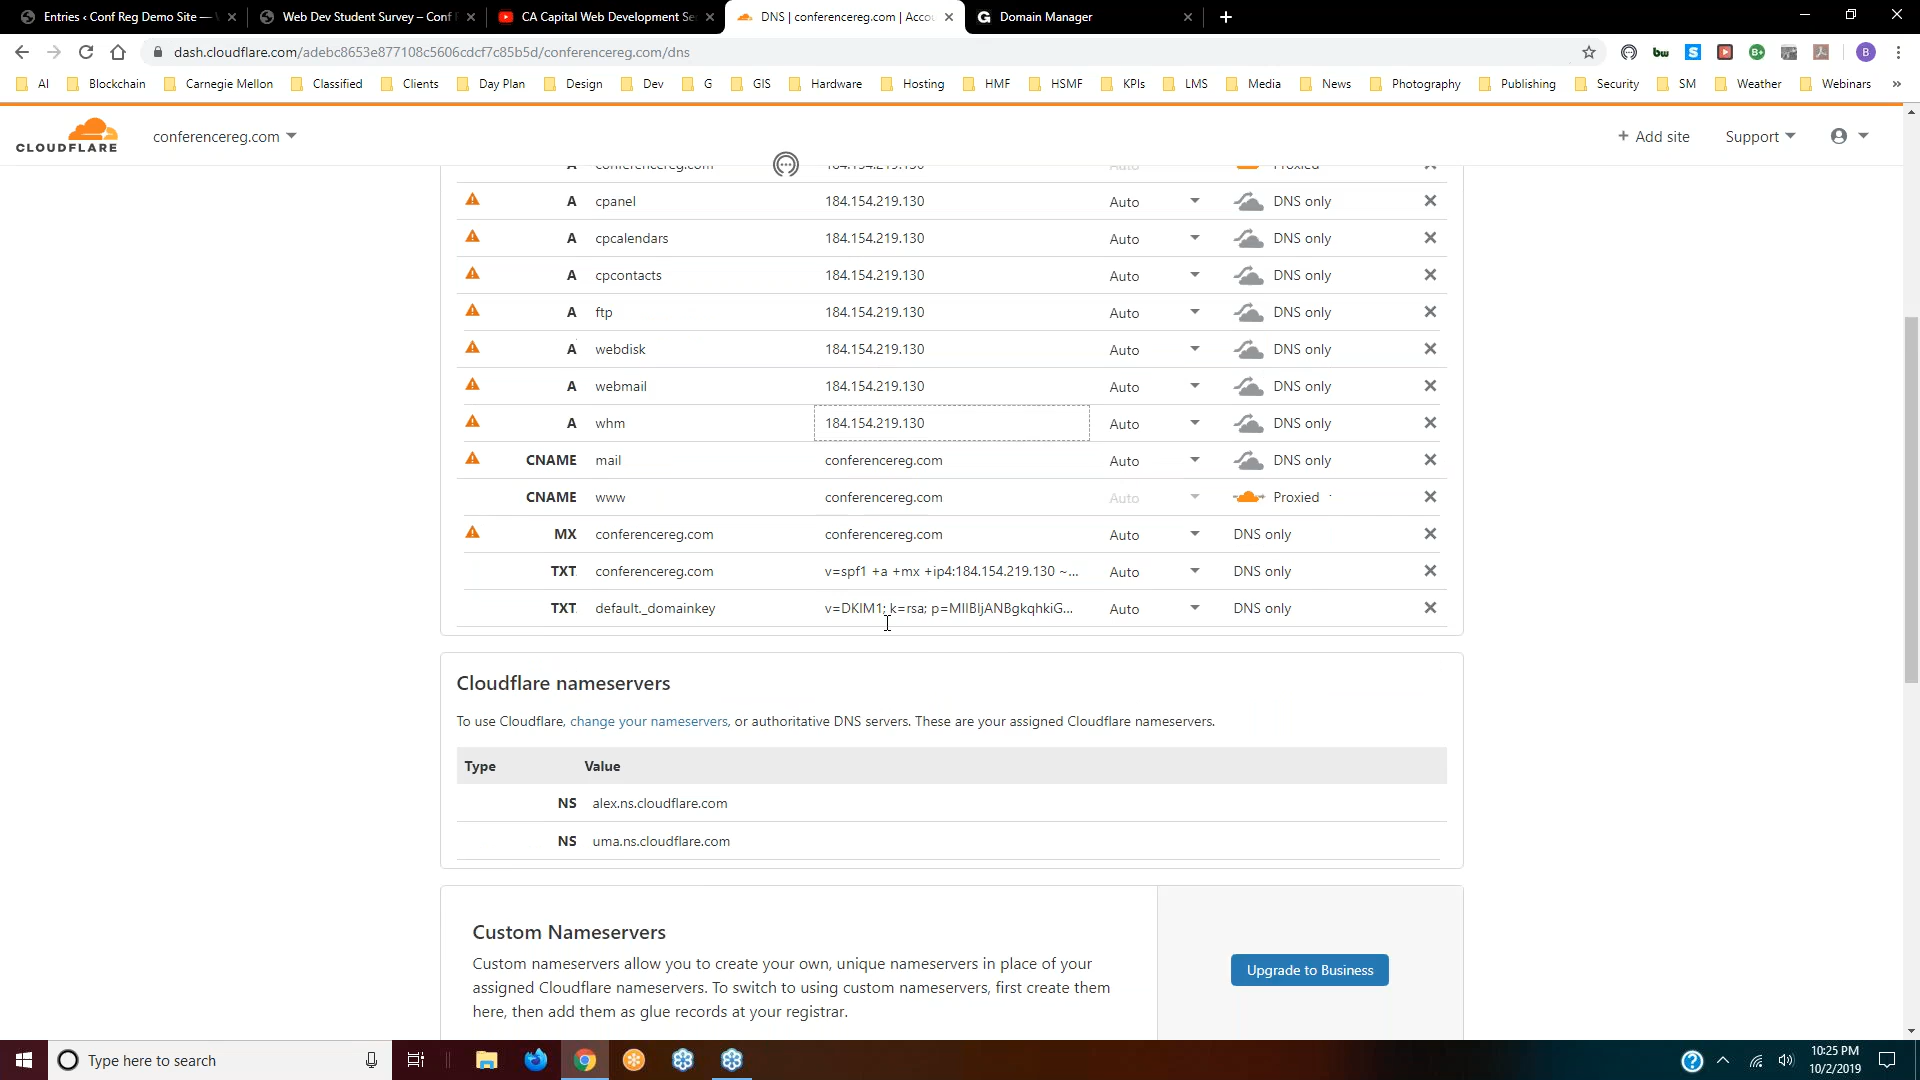 Entries ‹ Conf Reg Demo Site —
Web Dev Student Survey – Conf
CA Capital Web Development Se
DNS | conferencereg.com | Accou
G Domain Manager
dash.cloudflare.com/adebc8653e877108c5606cdcf7c85b5d/conferencereg.com/dns
AI Blockchain Carnegie Mellon Classified Clients Day Plan Design Dev G GIS Hardware Hosting HMF HSMF KPIs LMS Media News Photography Publishing Security SM Weather Webinars »
CLOUDFLARE
conferencereg.com
+ Add site Support
A conferencereg.com 184.154.219.130 Auto Proxied
A cpanel 184.154.219.130 Auto DNS only
A cpcalendars 184.154.219.130 Auto DNS only
A cpcontacts 184.154.219.130 Auto DNS only
A ftp 184.154.219.130 Auto DNS only
A webdisk 184.154.219.130 Auto DNS only
A webmail 184.154.219.130 Auto DNS only
A whm 184.154.219.130 Auto DNS only
CNAME mail conferencereg.com Auto DNS only
CNAME www conferencereg.com Auto Proxied
MX conferencereg.com conferencereg.com Auto DNS only
TXT conferencereg.com v=spf1 +a +mx +ip4:184.154.219.130 ~... Auto DNS only
TXT default._domainkey v=DKIM1; k=rsa; p=MIIBIjANBgkqhkiG... Auto DNS only
Cloudflare nameservers
To use Cloudflare, change your nameservers, or authoritative DNS servers. These are your assigned Cloudflare nameservers.
Type Value
NS alex.ns.cloudflare.com
NS uma.ns.cloudflare.com
Custom Nameservers
Custom nameservers allow you to create your own, unique nameservers in place of your
assigned Cloudflare nameservers. To switch to using custom nameservers, first create them
here, then add them as glue records at your registrar.
Upgrade to Business
Type here to search
10:25 PM
10/2/2019